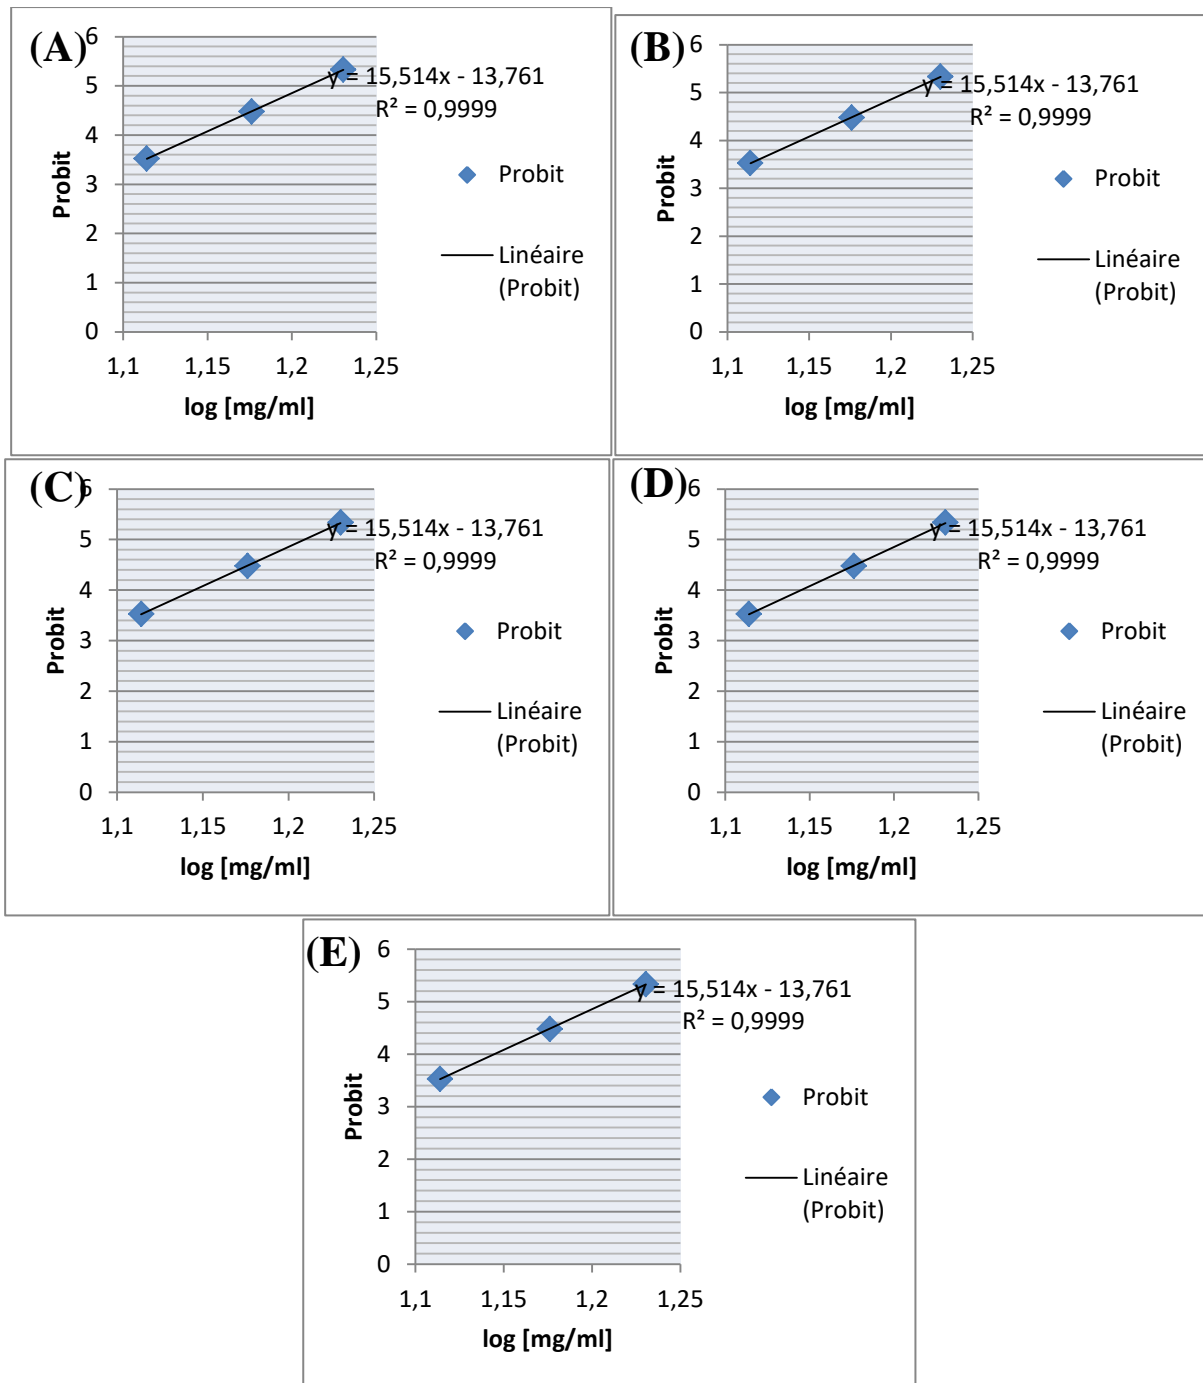 (A)
6
5
4
3
2
1
0
Probit
y = 15,514x - 13,761
R² = 0,9999
Probit
Linéaire
(Probit)
1,1 1,15 1,2 1,25
log [mg/ml]
(B)
6
5
4
3
2
1
0
Probit
y = 15,514x - 13,761
R² = 0,9999
Probit
Linéaire
(Probit)
1,1 1,15 1,2 1,25
log [mg/ml]
(C)
6
5
4
3
2
1
0
Probit
y = 15,514x - 13,761
R² = 0,9999
Probit
Linéaire
(Probit)
1,1 1,15 1,2 1,25
log [mg/ml]
(D)
6
5
4
3
2
1
0
Probit
y = 15,514x - 13,761
R² = 0,9999
Probit
Linéaire
(Probit)
1,1 1,15 1,2 1,25
log [mg/ml]
(E)
6
5
4
3
2
1
0
Probit
y = 15,514x - 13,761
R² = 0,9999
Probit
Linéaire
(Probit)
1,1 1,15 1,2 1,25
log [mg/ml]